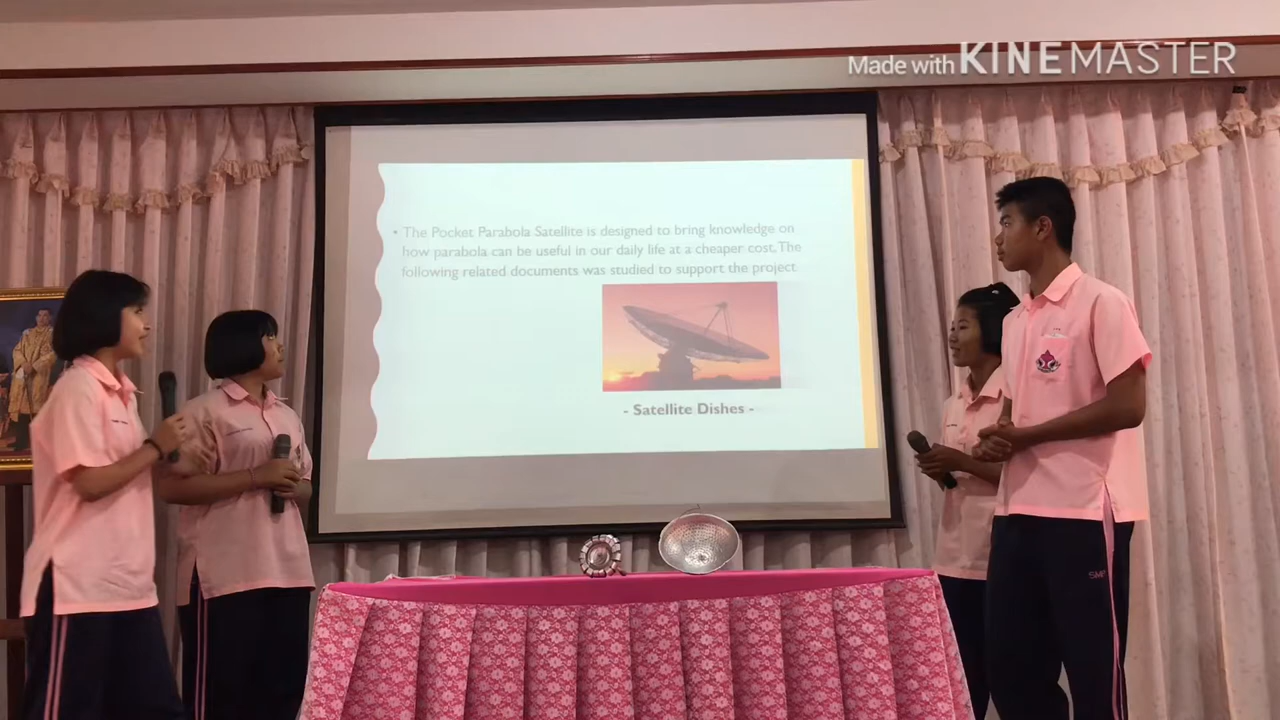 Made with KINEMASTER
• The Pocket Parabola Satellite is designed to bring knowledge on
how parabola can be useful in our daily life at a cheaper cost. The
following related documents was studied to support the project
- Satellite Dishes -
SMP